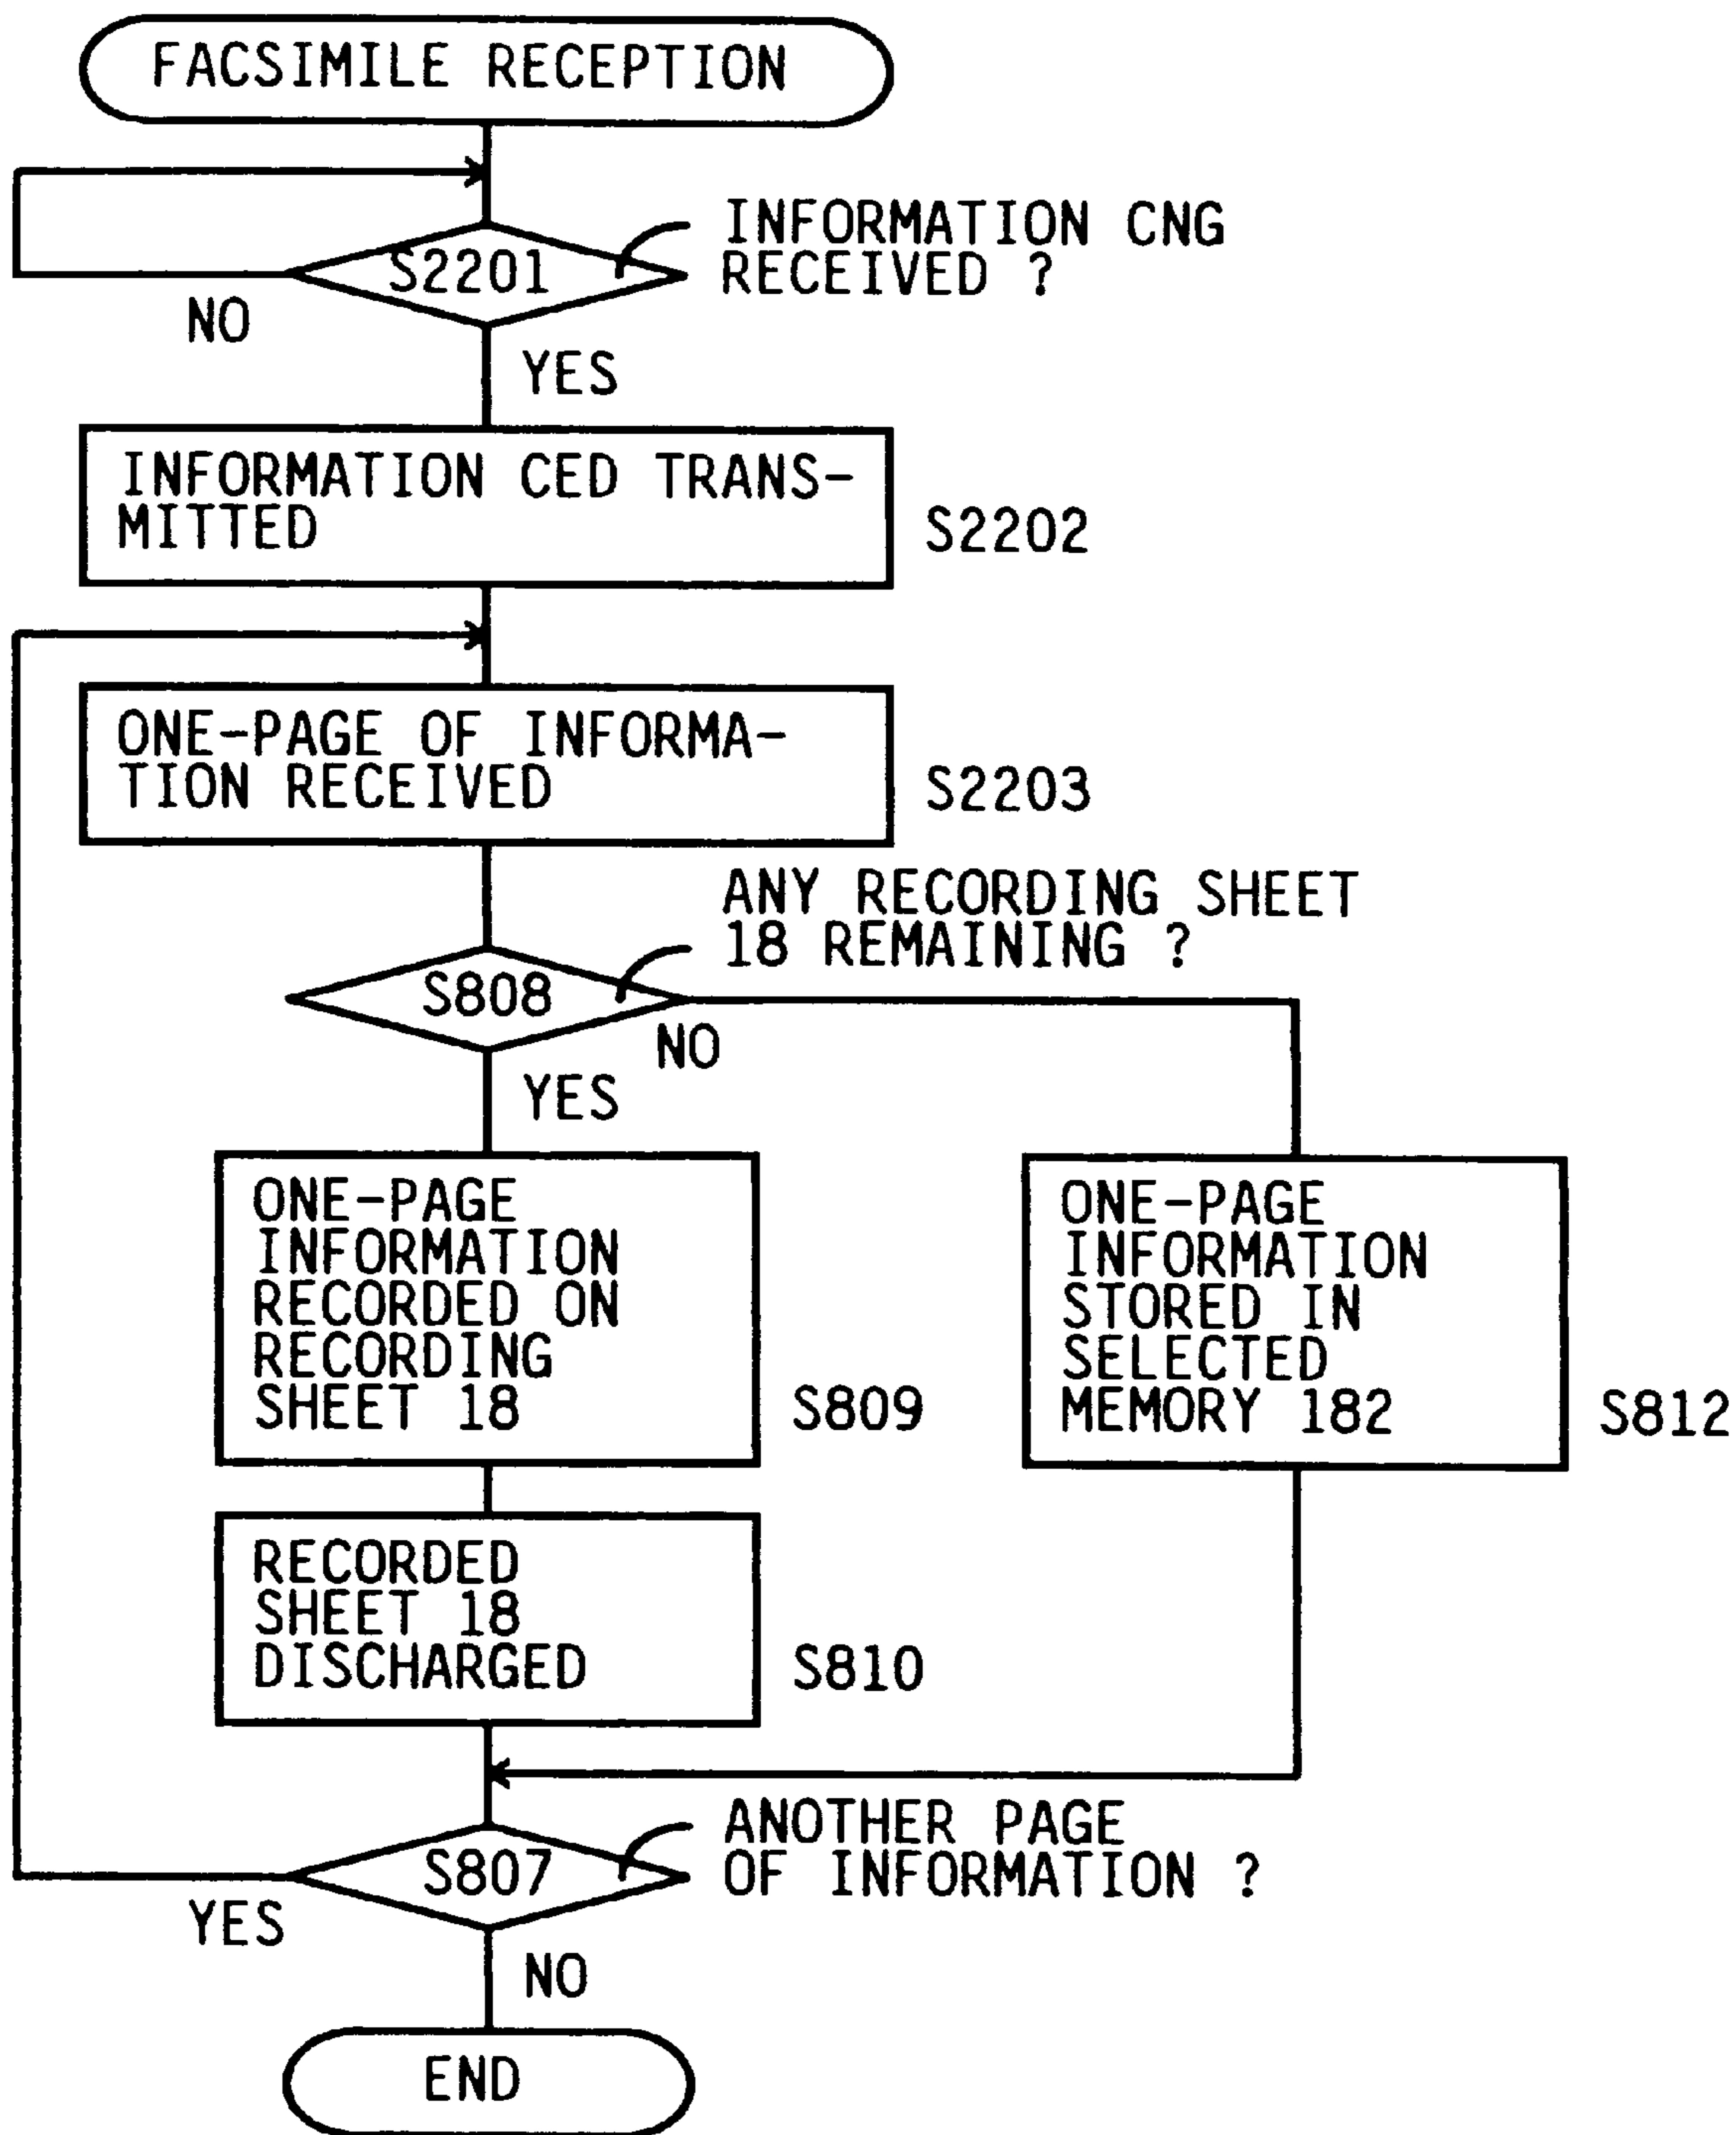 FACSIMILE RECEPTION
INFORMATION CNG
RECEIVED ?
S2201
NO
YES
INFORMATION CED TRANS-
MITTED
S2202
ONE-PAGE OF INFORMA-
TION RECEIVED
S2203
ANY RECORDING SHEET
18 REMAINING ?
S808
NO
YES
ONE-PAGE
INFORMATION
RECORDED ON
RECORDING
SHEET 18
S809
ONE-PAGE
INFORMATION
STORED IN
SELECTED
MEMORY 182
S812
RECORDED
SHEET 18
DISCHARGED
S810
ANOTHER PAGE
OF INFORMATION ?
S807
YES
NO
END